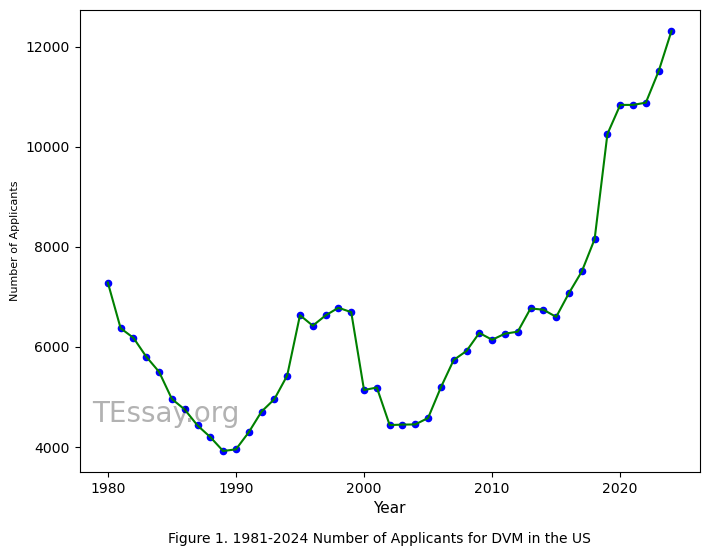 12000
10000
8000
6000
4000
Number of Applicants
TEssay.org
1980 1990 2000 2010 2020
Year
Figure 1. 1981-2024 Number of Applicants for DVM in the US